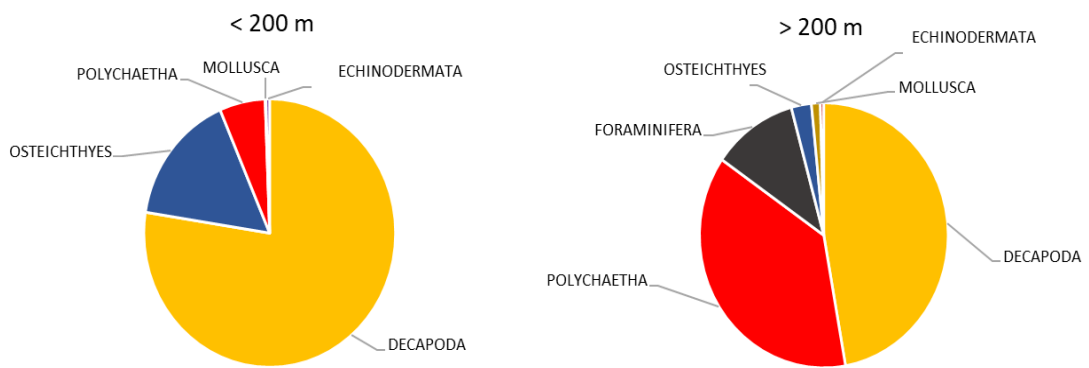 < 200 m
MOLLUSCA
POLYCHAETHA
ECHINODERMATA
OSTEICHTHYES
DECAPODA
> 200 m
ECHINODERMATA
OSTEICHTHYES
MOLLUSCA
FORAMINIFERA
DECAPODA
POLYCHAETHA